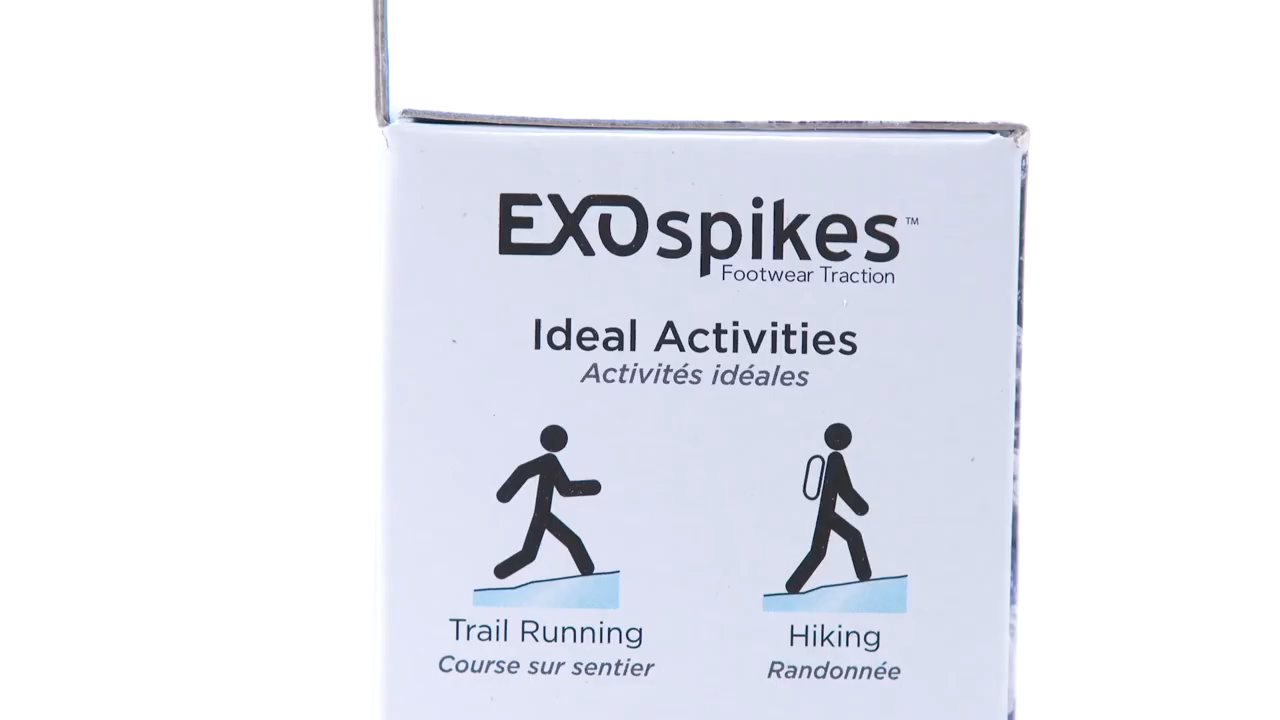 EXOspikes™
Footwear Traction
Ideal Activities
Activités idéales
Trail Running
Course sur sentier
Hiking
Randonnée